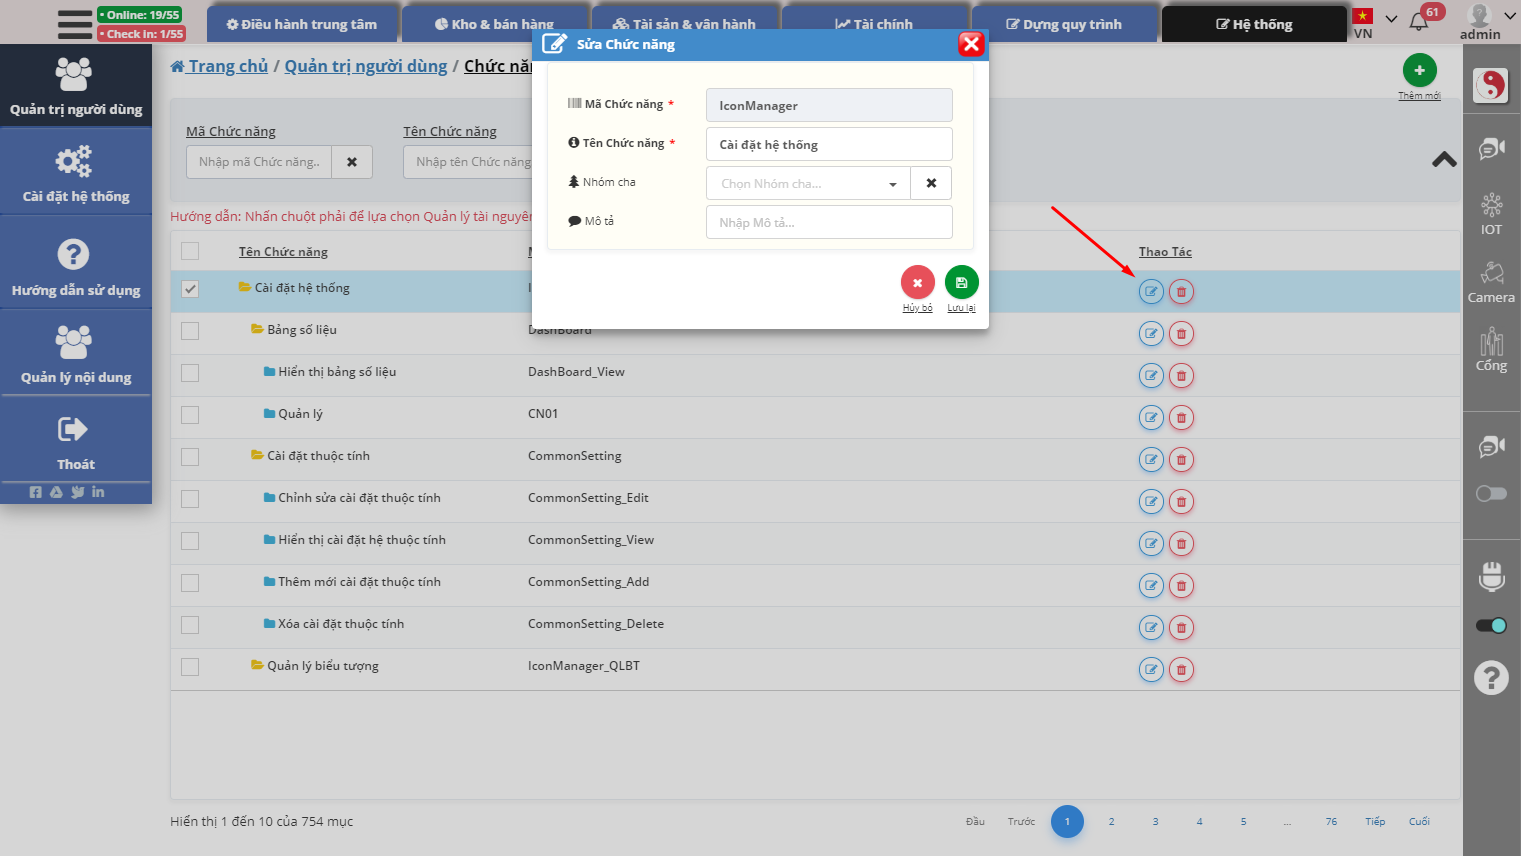 Online: 19/55
Check in: 1/55
Điều hành trung tâm
Kho & bán hàng
Tài sản & vận hành
Tài chính
Dựng quy trình
Hệ thống
VN
61
admin
Quản trị người dùng
Cài đặt hệ thống
Hướng dẫn sử dụng
Quản lý nội dung
Thoát
Trang chủ / Quản trị người dùng /
Thêm mới
Mã Chức năng
Tên Chức năng
Nhập mã Chức năng..
Nhập tên Chức năng
Hướng dẫn: Nhấn chuột phải để lựa chọn Quản lý tài nguyên
Sửa Chức năng
Mã Chức năng *
IconManager
Tên Chức năng *
Cài đặt hệ thống
Nhóm cha
Chọn Nhóm cha...
Mô tả
Nhập Mô tả...
Hủy bỏ
Lưu lại
Tên Chức năng
Thao Tác
Cài đặt hệ thống
Bảng số liệu
DashBoard
Hiển thị bảng số liệu
DashBoard_View
Quản lý
CN01
Cài đặt thuộc tính
CommonSetting
Chỉnh sửa cài đặt thuộc tính
CommonSetting_Edit
Hiển thị cài đặt hệ thuộc tính
CommonSetting_View
Thêm mới cài đặt thuộc tính
CommonSetting_Add
Xóa cài đặt thuộc tính
CommonSetting_Delete
Quản lý biểu tượng
IconManager_QLBT
Hiển thị 1 đến 10 của 754 mục
Đầu Trước 1 2 3 4 5 ... 76 Tiếp Cuối
IOT
Camera
Cổng